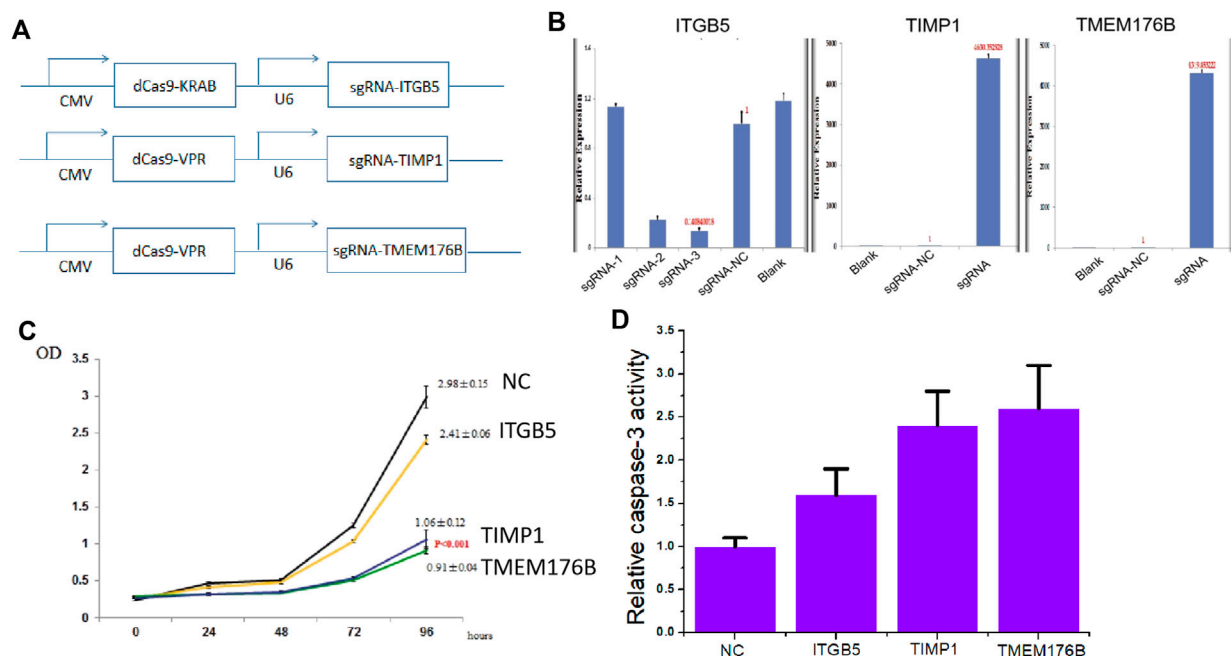 A
dCas9-KRAB
sgRNA-ITGB5
CMV
U6
dCas9-VPR
sgRNA-TIMP1
CMV
U6
dCas9-VPR
sgRNA-TMEM176B
CMV
U6
B
ITGB5
TIMP1
TMEM176B
Relative Expression
1.6
1.2
0.8
0.4
0
1
sgRNA-1
sgRNA-2
sgRNA-3
sgRNA-NC
Blank
Relative Expression
5000
4000
3000
2000
1000
0
1
Blank
sgRNA-NC
sgRNA
Relative Expression
5000
4000
3000
2000
1000
0
1
Blank
sgRNA-NC
sgRNA
C
OD
3.5
3
2.5
2
1.5
1
0.5
0
0
24
48
72
96
hours
2.98±0.15
NC
2.41±0.06
ITGB5
1.06±0.12
TIMP1
P<0.001
0.91±0.04
TMEM176B
D
Relative caspase-3 activity
3.5
3.0
2.5
2.0
1.5
1.0
0.5
0.0
NC
ITGB5
TIMP1
TMEM176B